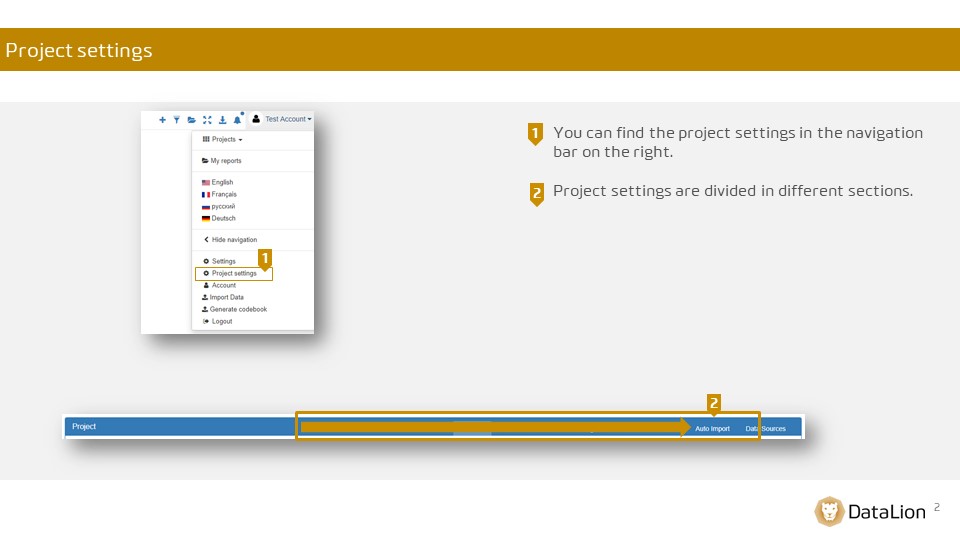 Project settings
Test Account
Projects
My reports
English
Français
русский
Deutsch
Hide navigation
Settings
1
Project settings
Account
Import Data
Generate codebook
Logout
1 You can find the project settings in the navigation
bar on the right.
2 Project settings are divided in different sections.
2
Project
Auto Import
Data Sources
DataLion
2